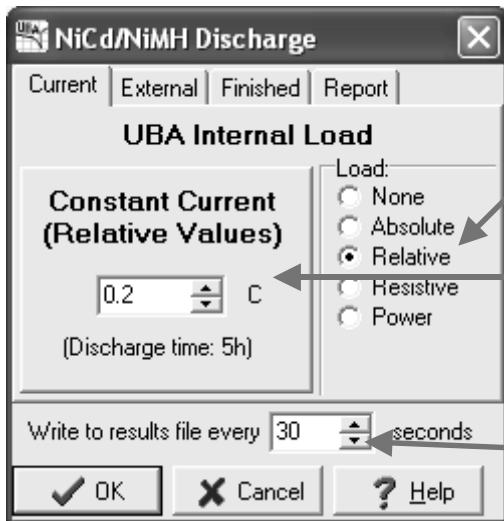 UBA NiCd/NiMH Discharge
Current External Finished Report
UBA Internal Load
Constant Current
(Relative Values)
0.2 C
(Discharge time: 5h)
Load:
None
Absolute
Relative
Resistive
Power
Write to results file every 30 seconds
OK Cancel ? Help